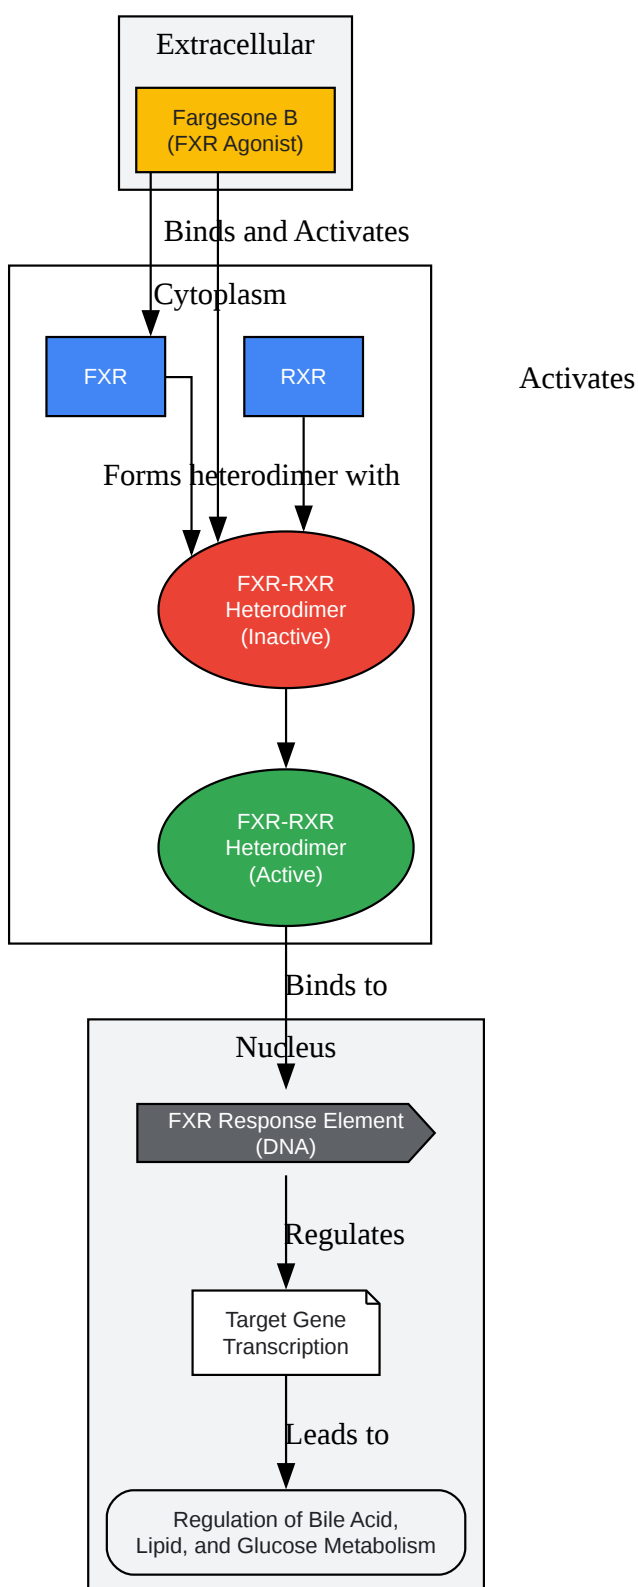 Extracellular
Fargesone B
(FXR Agonist)
Binds and Activates
Cytoplasm
FXR
RXR
Activates
Forms heterodimer with
FXR-RXR
Heterodimer
(Inactive)
FXR-RXR
Heterodimer
(Active)
Binds to
Nucleus
FXR Response Element
(DNA)
Regulates
Target Gene
Transcription
Leads to
Regulation of Bile Acid,
Lipid, and Glucose Metabolism